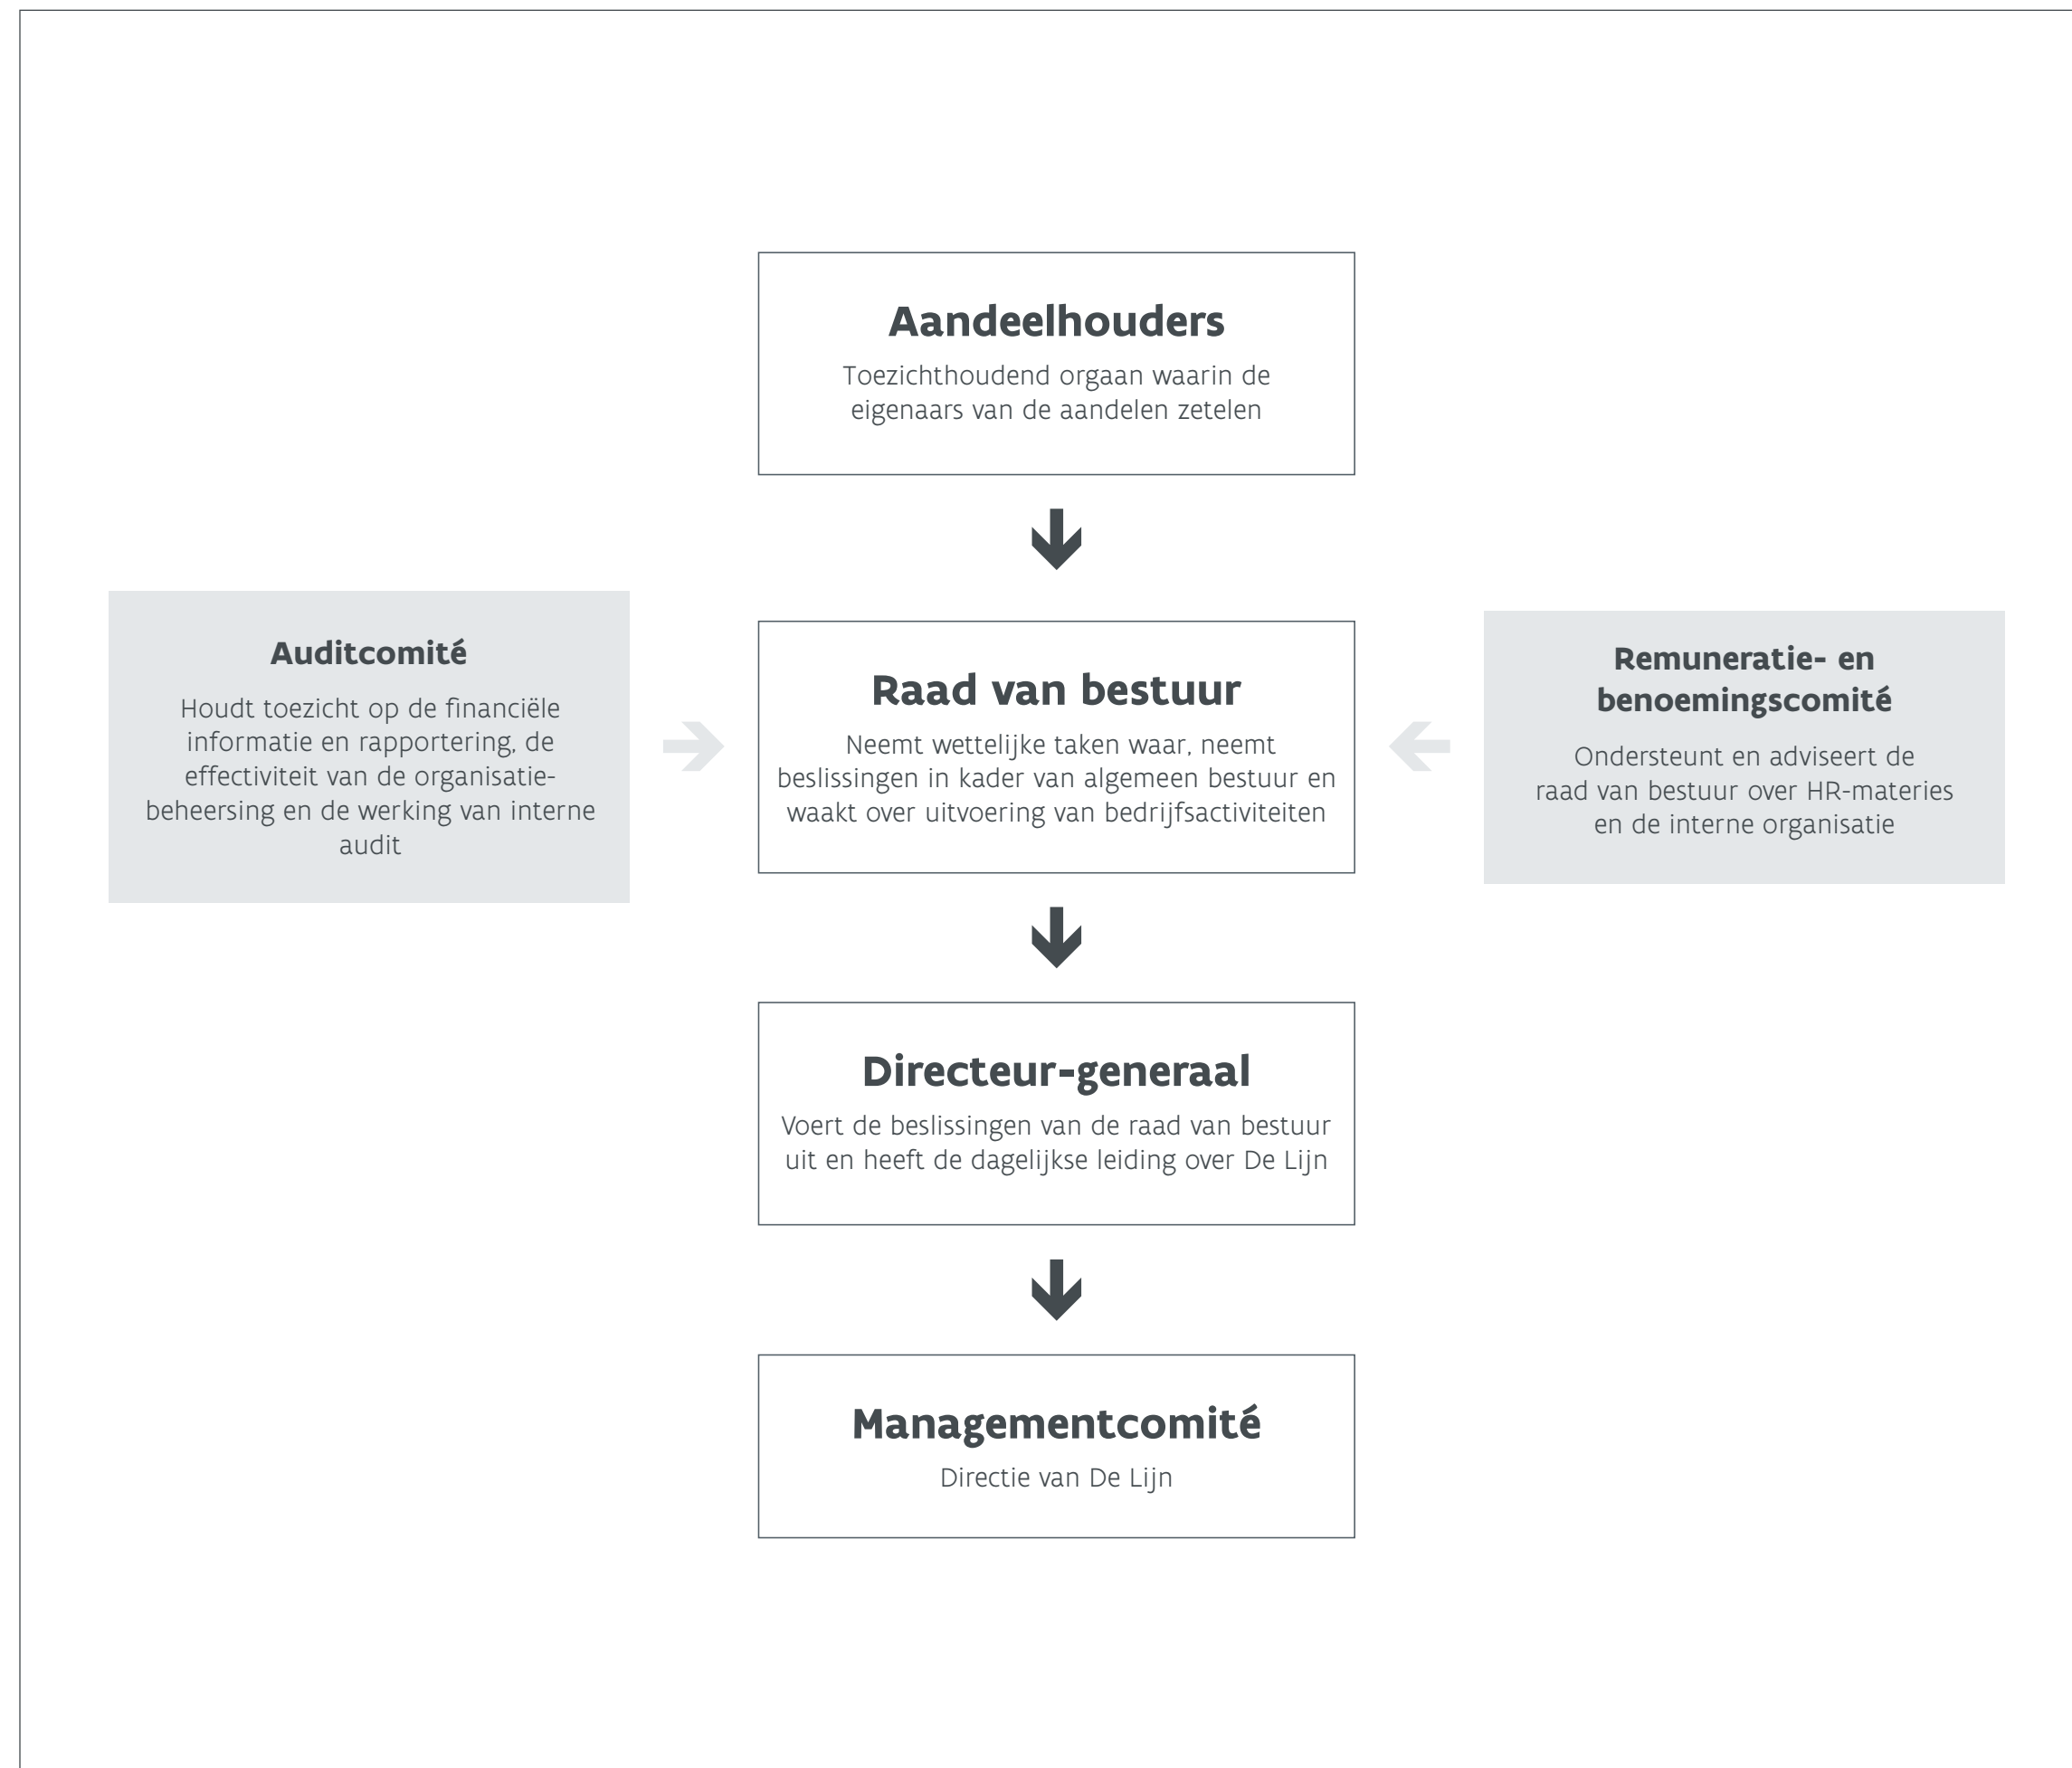 Aandeelhouders
Toezichthoudend orgaan waarin de
eigenaars van de aandelen zetelen
Auditcomité
Houdt toezicht op de financiële
informatie en rapportering, de
effectiviteit van de organisatie-
beheersing en de werking van interne
audit
Raad van bestuur
Neemt wettelijke taken waar, neemt
beslissingen in kader van algemeen bestuur en
waakt over uitvoering van bedrijfsactiviteiten
Remuneratie- en
benoemingscomité
Ondersteunt en adviseert de
raad van bestuur over HR-materies
en de interne organisatie
Directeur-generaal
Voert de beslissingen van de raad van bestuur
uit en heeft de dagelijkse leiding over De Lijn
Managementcomité
Directie van De Lijn